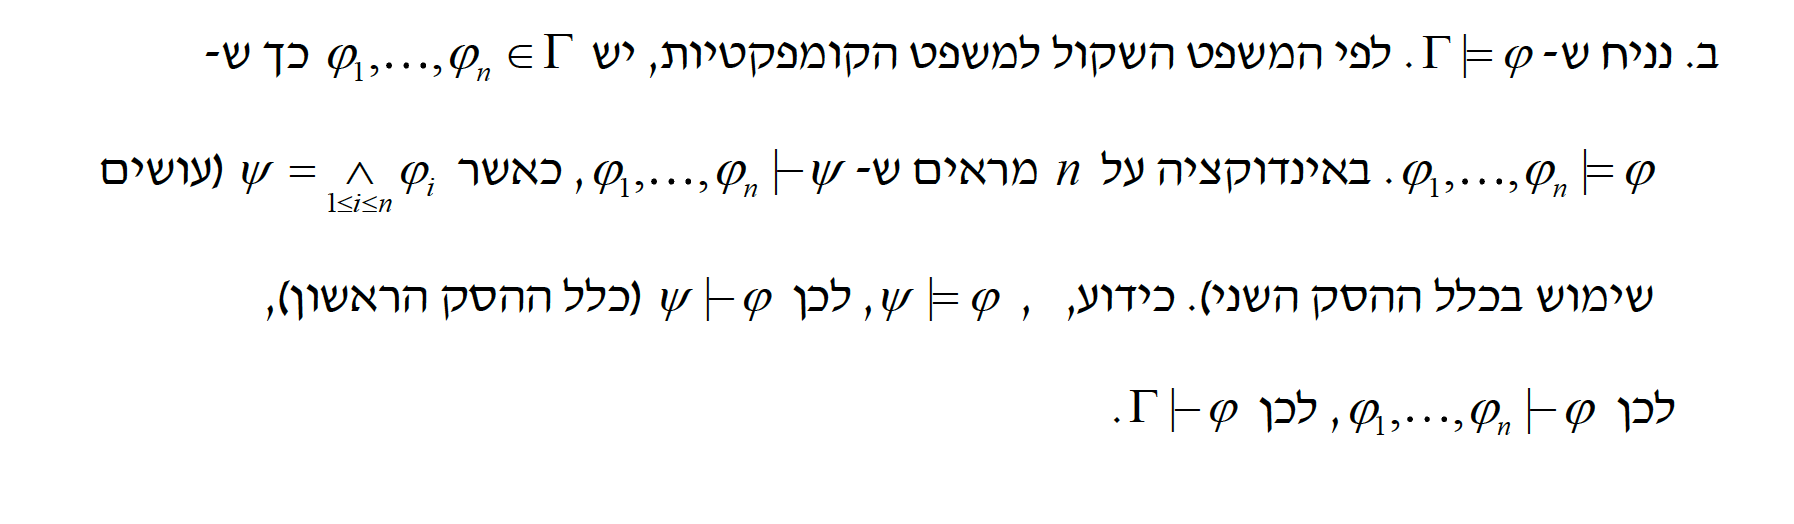 ב. נניח ש- Γ ⊨ φ. לפי המשפט השקול למשפט הקומפקטיות, יש φ₁,…,φₙ ∈ Γ כך ש-
φ₁,…,φₙ ⊨ φ. באינדוקציה על n מראים ש- φ₁,…,φₙ ⊢ ψ, כאשר ψ = ∧_{1≤i≤n} φᵢ (עושים
שימוש בכלל ההסק השני). כידוע, , ψ ⊨ φ, לכן ψ ⊢ φ (כלל ההסק הראשון),
לכן φ₁,…,φₙ ⊢ φ, לכן Γ ⊢ φ.